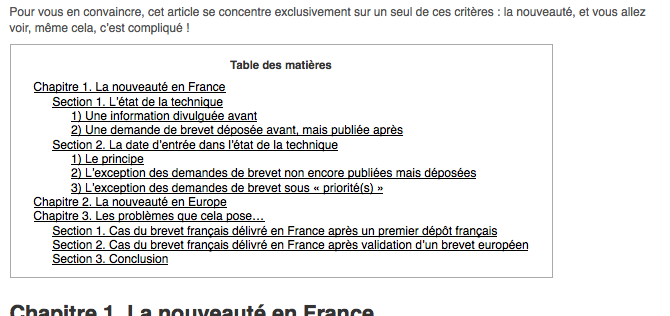 Pour vous en convaincre, cet article se concentre exclusivement sur un seul de ces critères : la nouveauté, et vous allez
voir, même cela, c'est compliqué !
Table des matières
Chapitre 1. La nouveauté en France
Section 1. L'état de la technique
1) Une information divulguée avant
2) Une demande de brevet déposée avant, mais publiée après
Section 2. La date d'entrée dans l'état de la technique
1) Le principe
2) L'exception des demandes de brevet non encore publiées mais déposées
3) L'exception des demandes de brevet sous « priorité(s) »
Chapitre 2. La nouveauté en Europe
Chapitre 3. Les problèmes que cela pose…
Section 1. Cas du brevet français délivré en France après un premier dépôt français
Section 2. Cas du brevet français délivré en France après validation d'un brevet européen
Section 3. Conclusion
Chapitre 1. La nouveauté en France